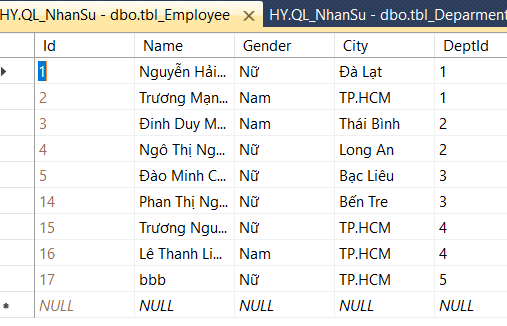 HY.QL_NhanSu - dbo.tbl_Employee HY.QL_NhanSu - dbo.tbl_Deparment
Id Name Gender City DeptId
1 Nguyễn Hải... Nữ Đà Lạt 1
2 Trương Mạn... Nam TP.HCM 1
3 Đinh Duy M... Nam Thái Bình 2
4 Ngô Thị Ng... Nữ Long An 2
5 Đào Minh C... Nữ Bạc Liêu 3
14 Phan Thị Ng... Nữ Bến Tre 3
15 Trương Ngu... Nữ TP.HCM 4
16 Lê Thanh Li... Nam TP.HCM 4
17 bbb Nữ TP.HCM 5
NULL NULL NULL NULL NULL